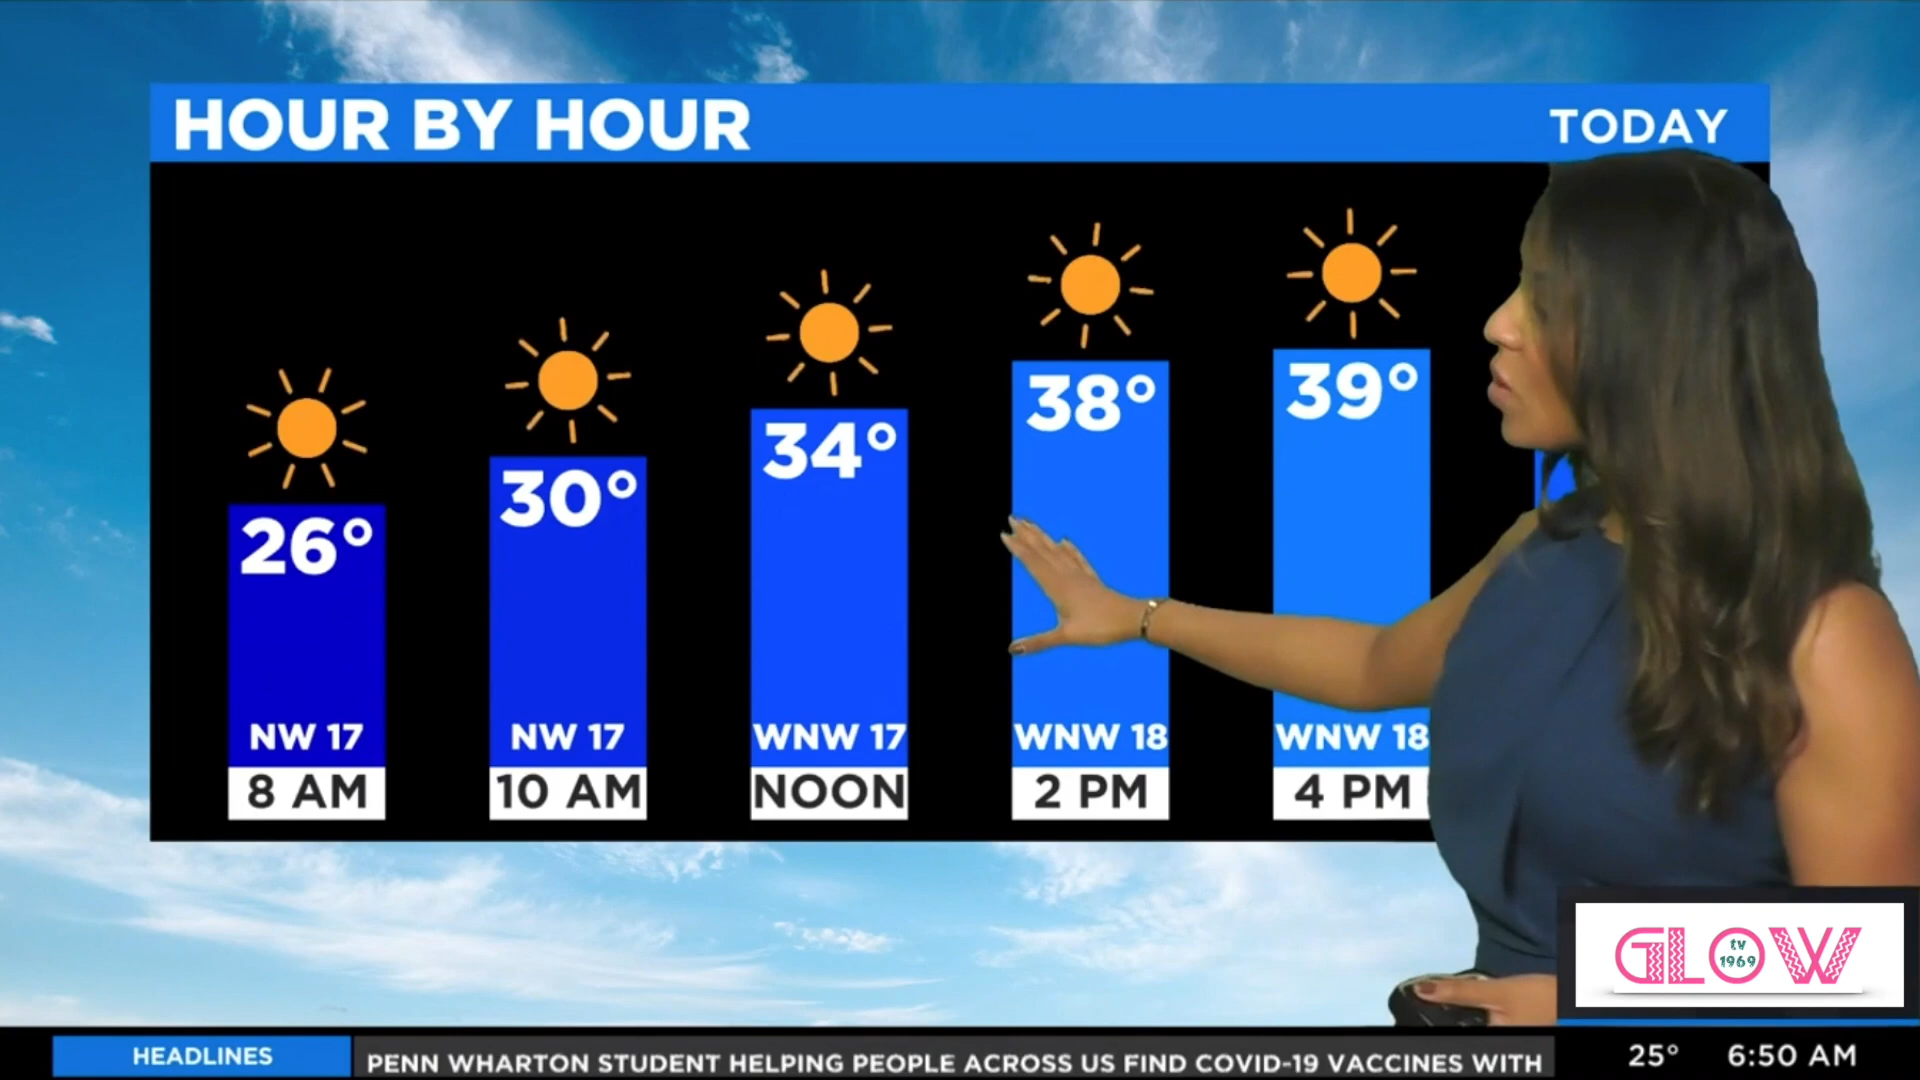 HOUR BY HOUR
TODAY
26°
30°
34°
38°
39°
NW 17
NW 17
WNW 17
WNW 18
WNW 18
8 AM
10 AM
NOON
2 PM
4 PM
GLOW
tv
1969
HEADLINES
PENN WHARTON STUDENT HELPING PEOPLE ACROSS US FIND COVID-19 VACCINES WITH
25°
6:50 AM